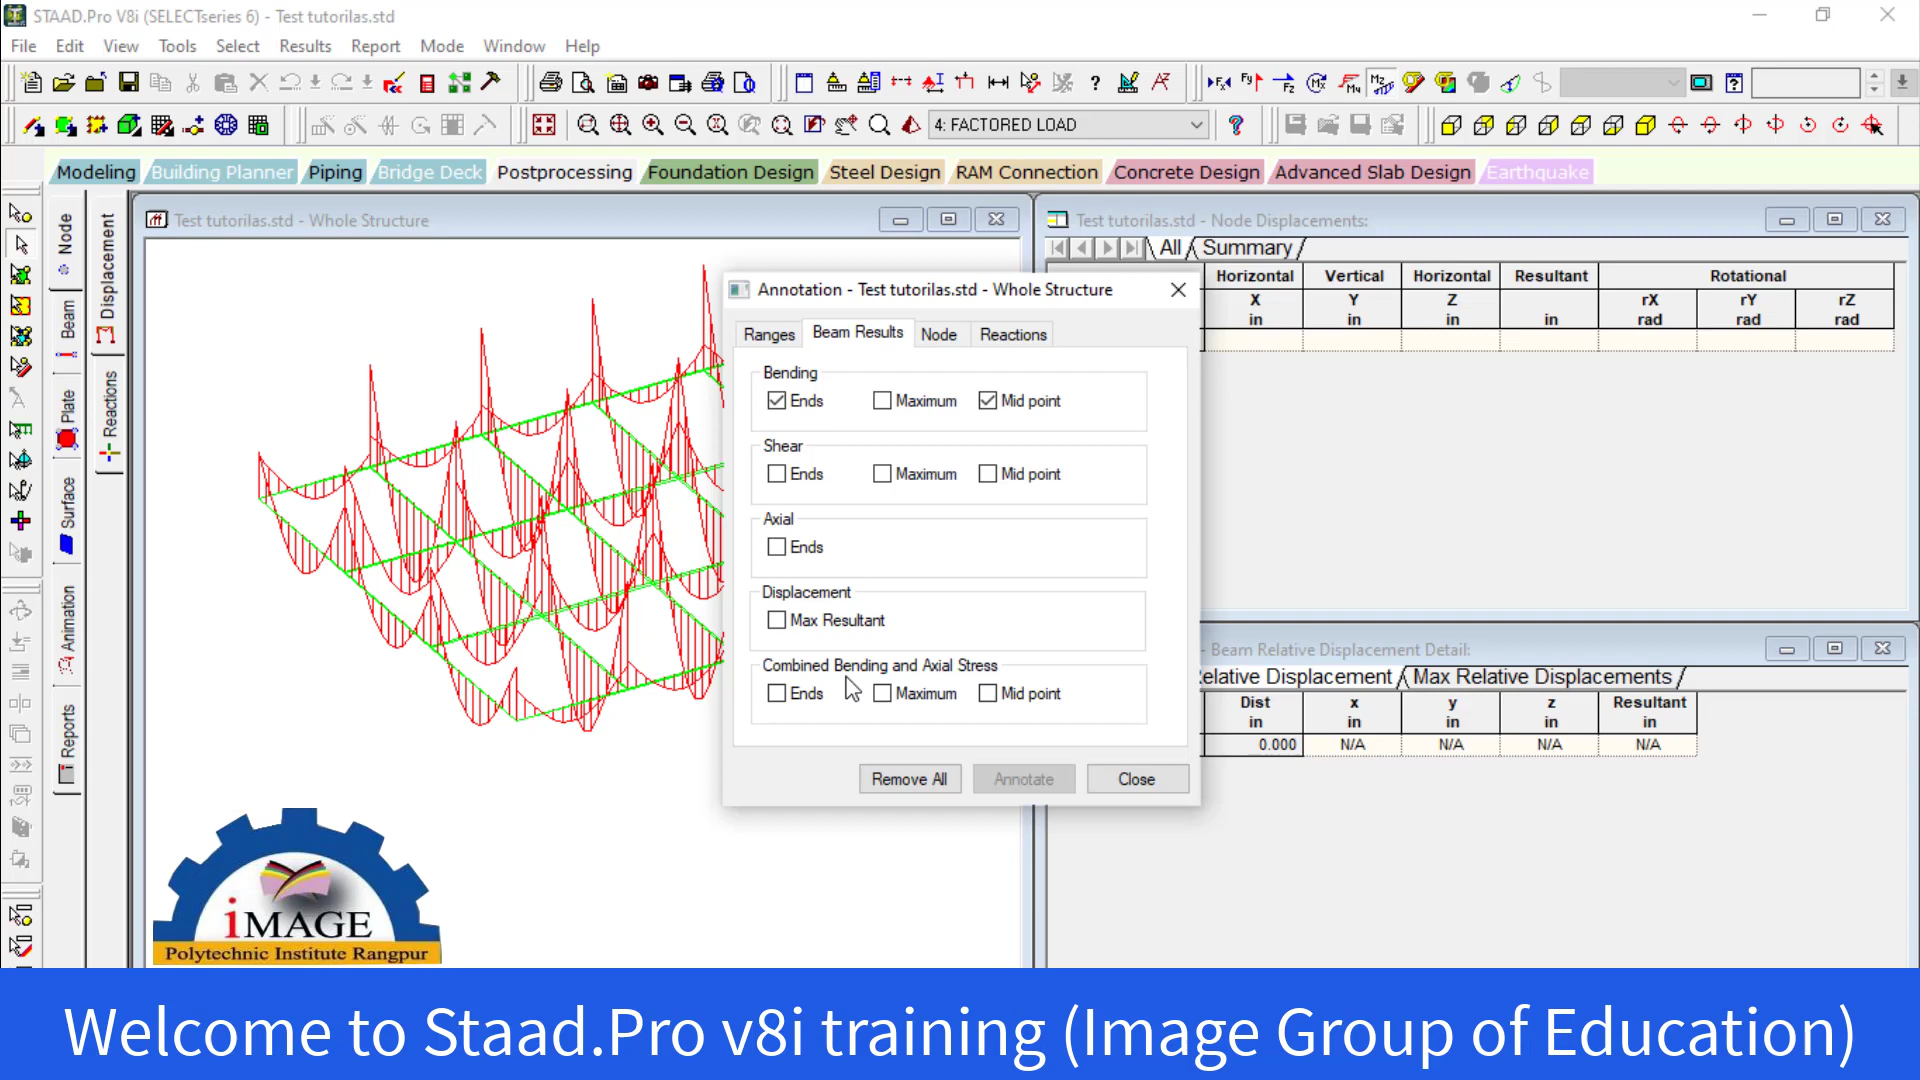 STAAD.Pro V8i (SELECTseries 6) - Test tutorilas.std
File Edit View Tools Select Results Report Mode Window Help
4: FACTORED LOAD
Modeling Building Planner Piping Bridge Deck Postprocessing Foundation Design Steel Design RAM Connection Concrete Design Advanced Slab Design Earthquake
Node
Beam
Plate
Surface
Animation
Reports
Displacement
Reactions
Test tutorilas.std - Whole Structure
Test tutorilas.std - Node Displacements:
All Summary
Horizontal Vertical Horizontal Resultant Rotational
X Y Z rX rY rZ
in in in in rad rad rad
Annotation - Test tutorilas.std - Whole Structure
Ranges Beam Results Node Reactions
Bending
Ends Maximum Mid point
Shear
Ends Maximum Mid point
Axial
Ends
Displacement
Max Resultant
Combined Bending and Axial Stress
Ends Maximum Mid point
Remove All Annotate Close
- Beam Relative Displacement Detail:
elative Displacement Max Relative Displacements
Dist x y z Resultant
in in in in in
0.000 N/A N/A N/A N/A
iMAGE
Polytechnic Institute Rangpur
Welcome to Staad.Pro v8i training (Image Group of Education)